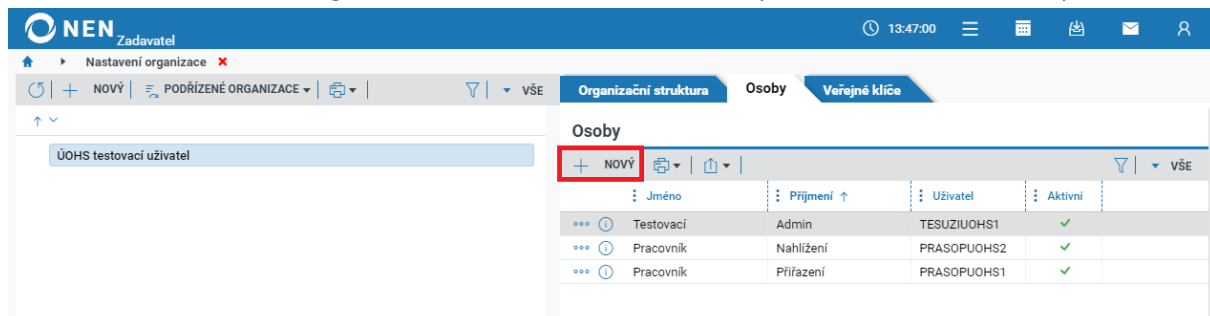 NEN Zadavatel 13:47:00
Nastavení organizace
NOVÝ PODŘÍZENÉ ORGANIZACE VŠE
Organizační struktura Osoby Veřejné klíče
ÚOHS testovací uživatel
Osoby
NOVÝ VŠE
Jméno Příjmení Uživatel Aktivní
Testovací Admin TESUZIUOHS1
Pracovník Nahlížení PRASOPUOHS2
Pracovník Přiřazení PRASOPUOHS1